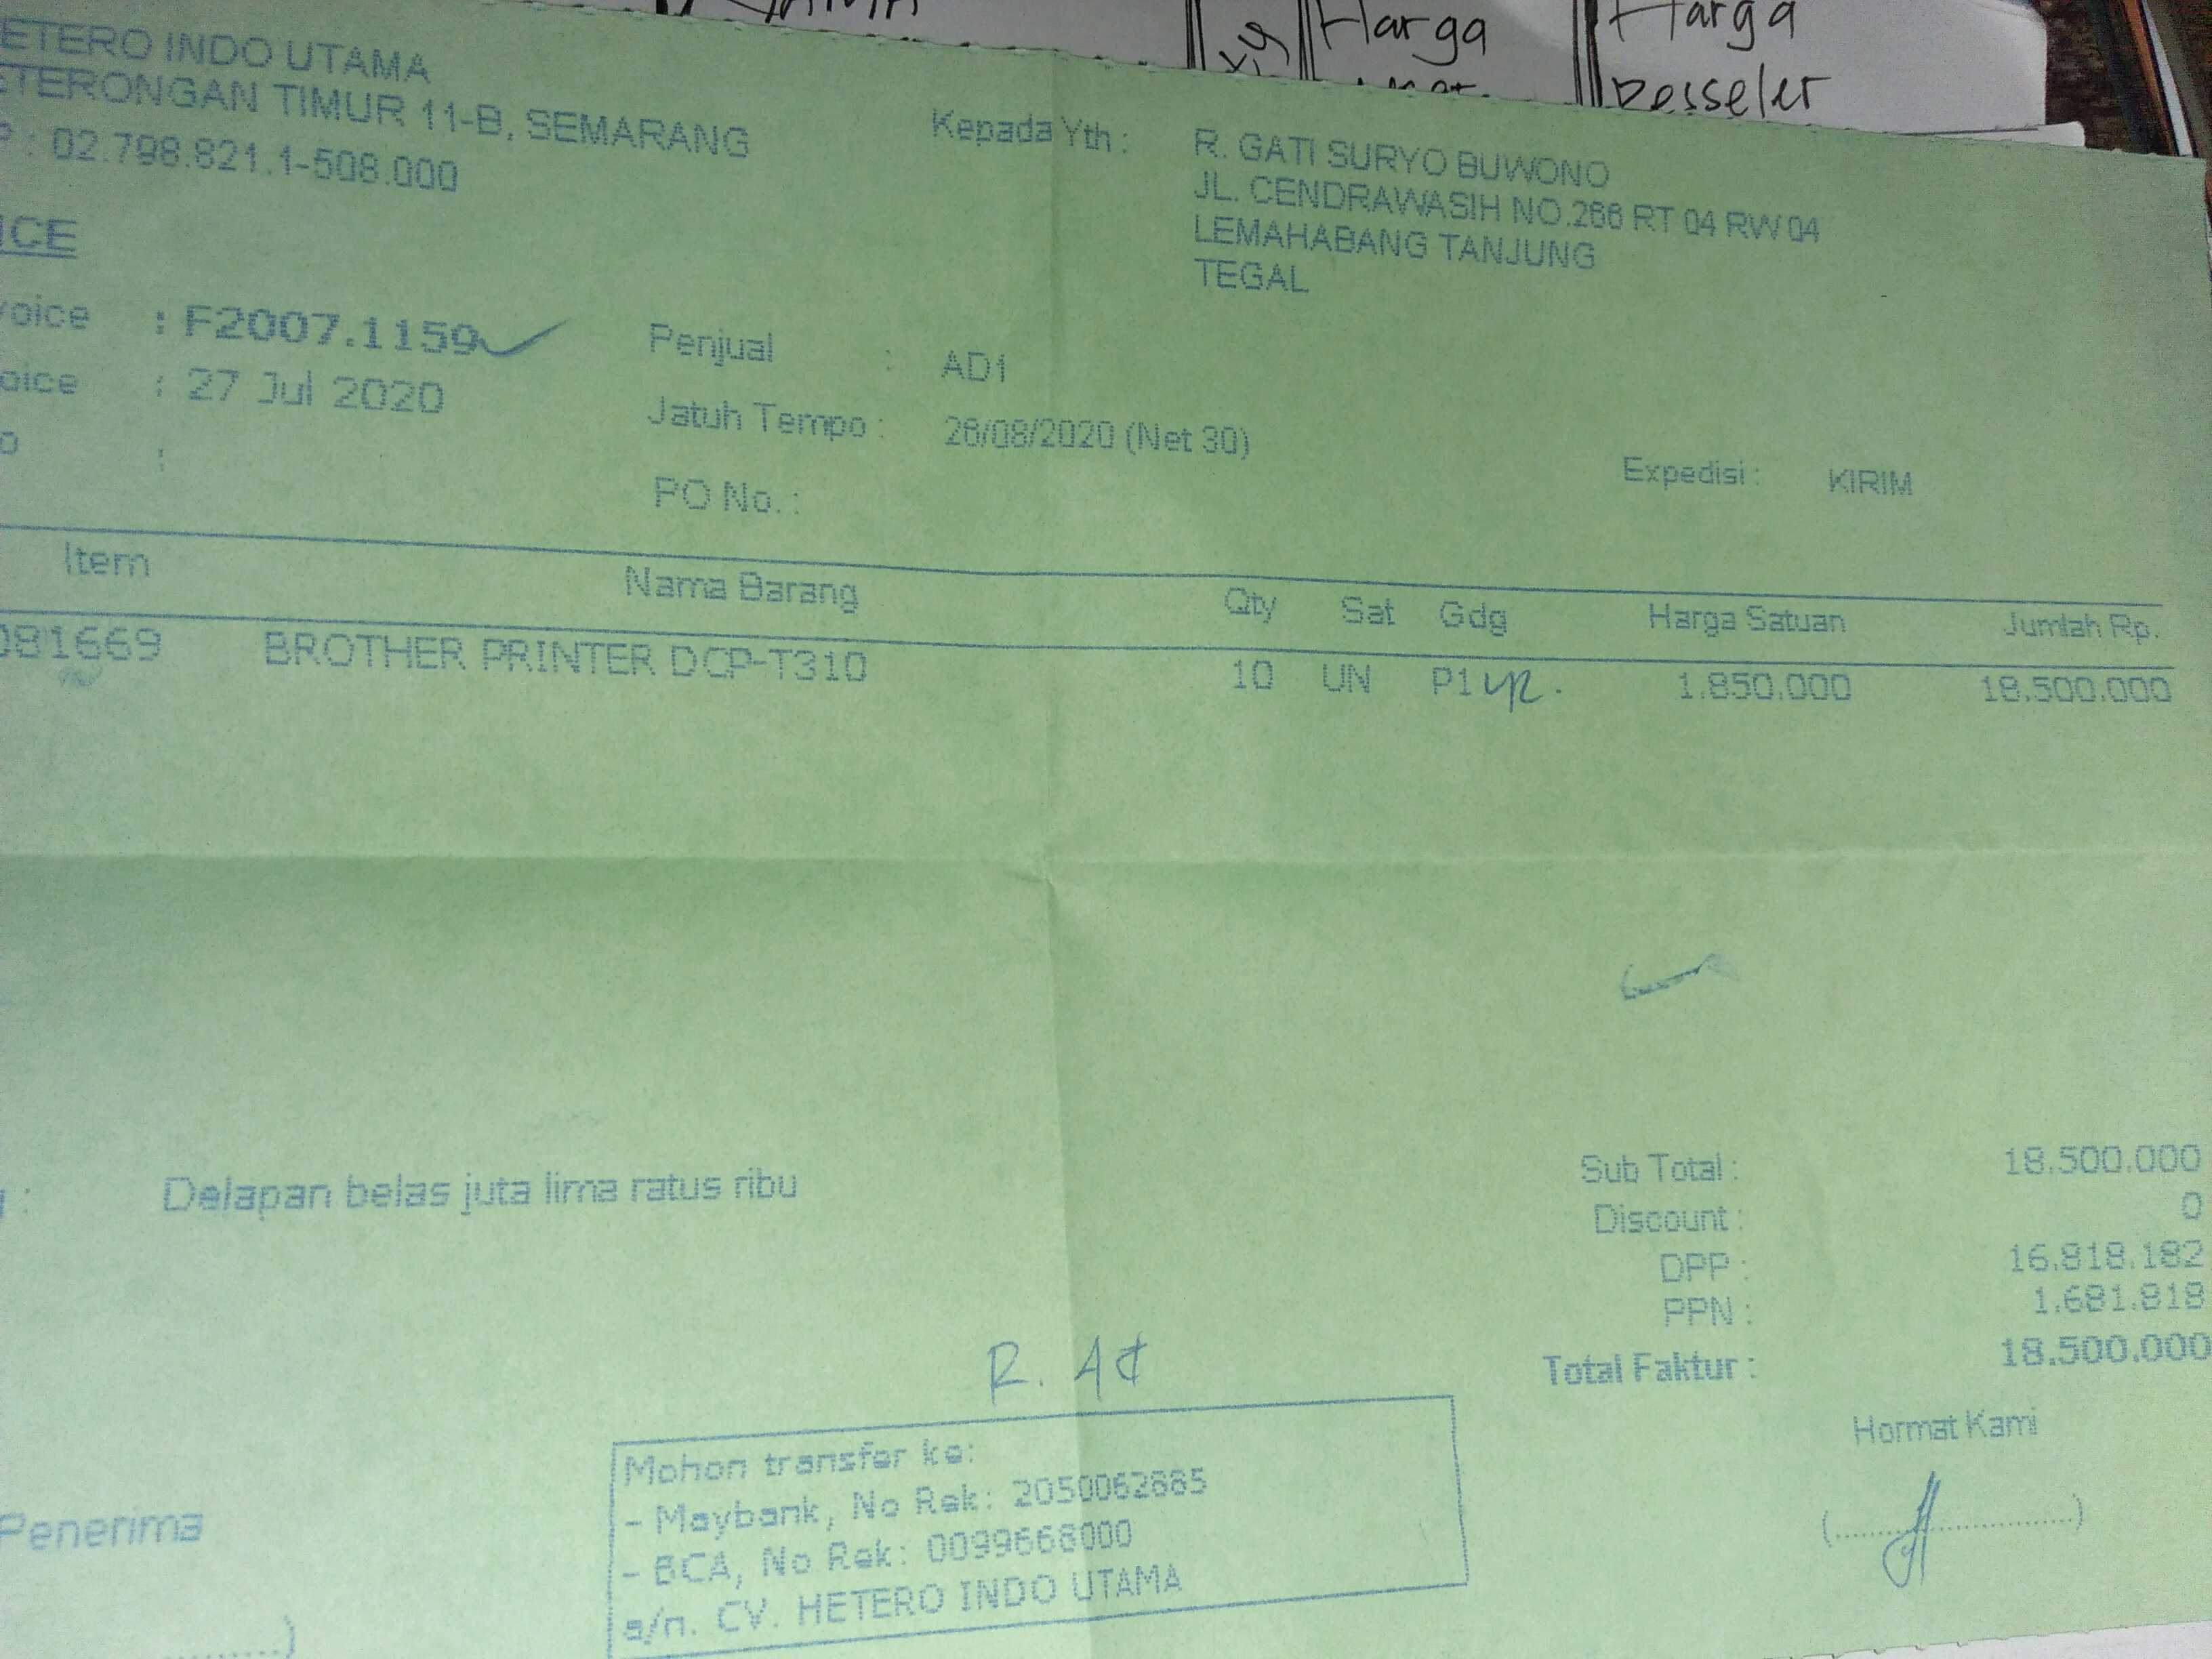 ETERO INDO UTAMA
ETERONGAN TIMUR 11-B, SEMARANG
P : 02.798.821.1-508.000
Kepada Yth :
R. GATI SURYO BUWONO
JL. CENDRAWASIH NO.266 RT 04 RW 04
LEMAHABANG TANJUNG
TEGAL
ICE
voice : F2007.1159
oice : 27 Jul 2020
o :
Penjual : AD1
Jatuh Tempo : 26/08/2020 (Net 30)
PO No. :
Expedisi : KIRIM
Item Nama Barang Qty Sat Gdg Harga Satuan Jumlah Rp.
081669 BROTHER PRINTER DCP-T310 10 UN P1 1.850.000 18.500.000
g : Delapan belas juta lima ratus ribu
Sub Total : 18.500.000
Discount : 0
DPP : 16.818.182
PPN : 1.681.818
Total Faktur : 18.500.000
Hormat Kami
(....................)
Penerima
........)
R.
Mohon transfer ke:
- Maybank, No Rek: 2050062885
- BCA, No Rek: 0099668000
a/n. CV. HETERO INDO UTAMA
Harga
Harga
Resseler